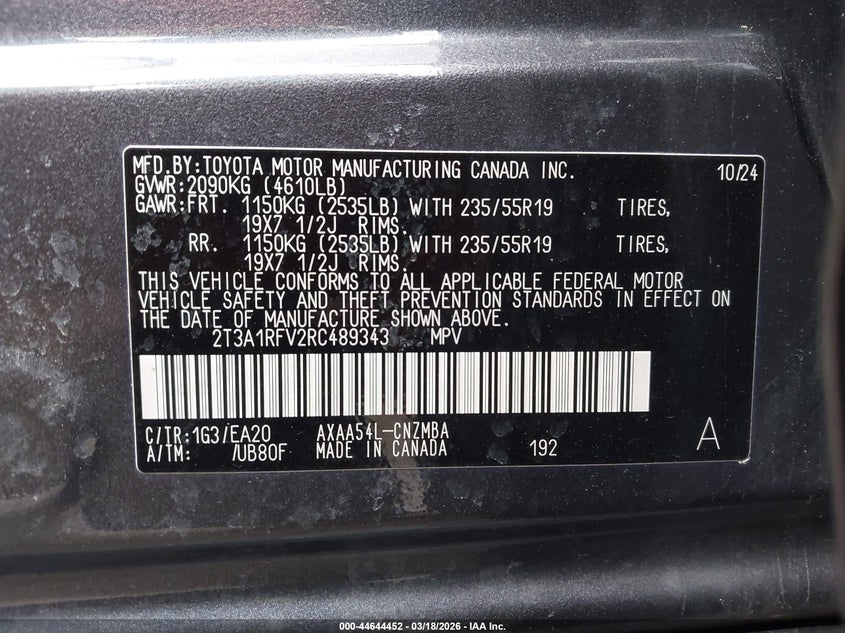 MFD.BY:TOYOTA MOTOR MANUFACTURING CANADA INC. 10/24
GVWR:2090KG (4610LB)
GAWR:FRT. 1150KG (2535LB) WITH 235/55R19 TIRES,
19X7 1/2J RIMS.
RR. 1150KG (2535LB) WITH 235/55R19 TIRES,
19X7 1/2J RIMS.
THIS VEHICLE CONFORMS TO ALL APPLICABLE FEDERAL MOTOR
VEHICLE SAFETY AND THEFT PREVENTION STANDARDS IN EFFECT ON
THE DATE OF MANUFACTURE SHOWN ABOVE.
2T3A1RFV2RC489343 MPV
C/TR:1G3/EA20 AXAA54L-CNZMBA A
A/TM: /UB80F MADE IN CANADA 192
000-44644452 - 03/18/2026 - IAA Inc.